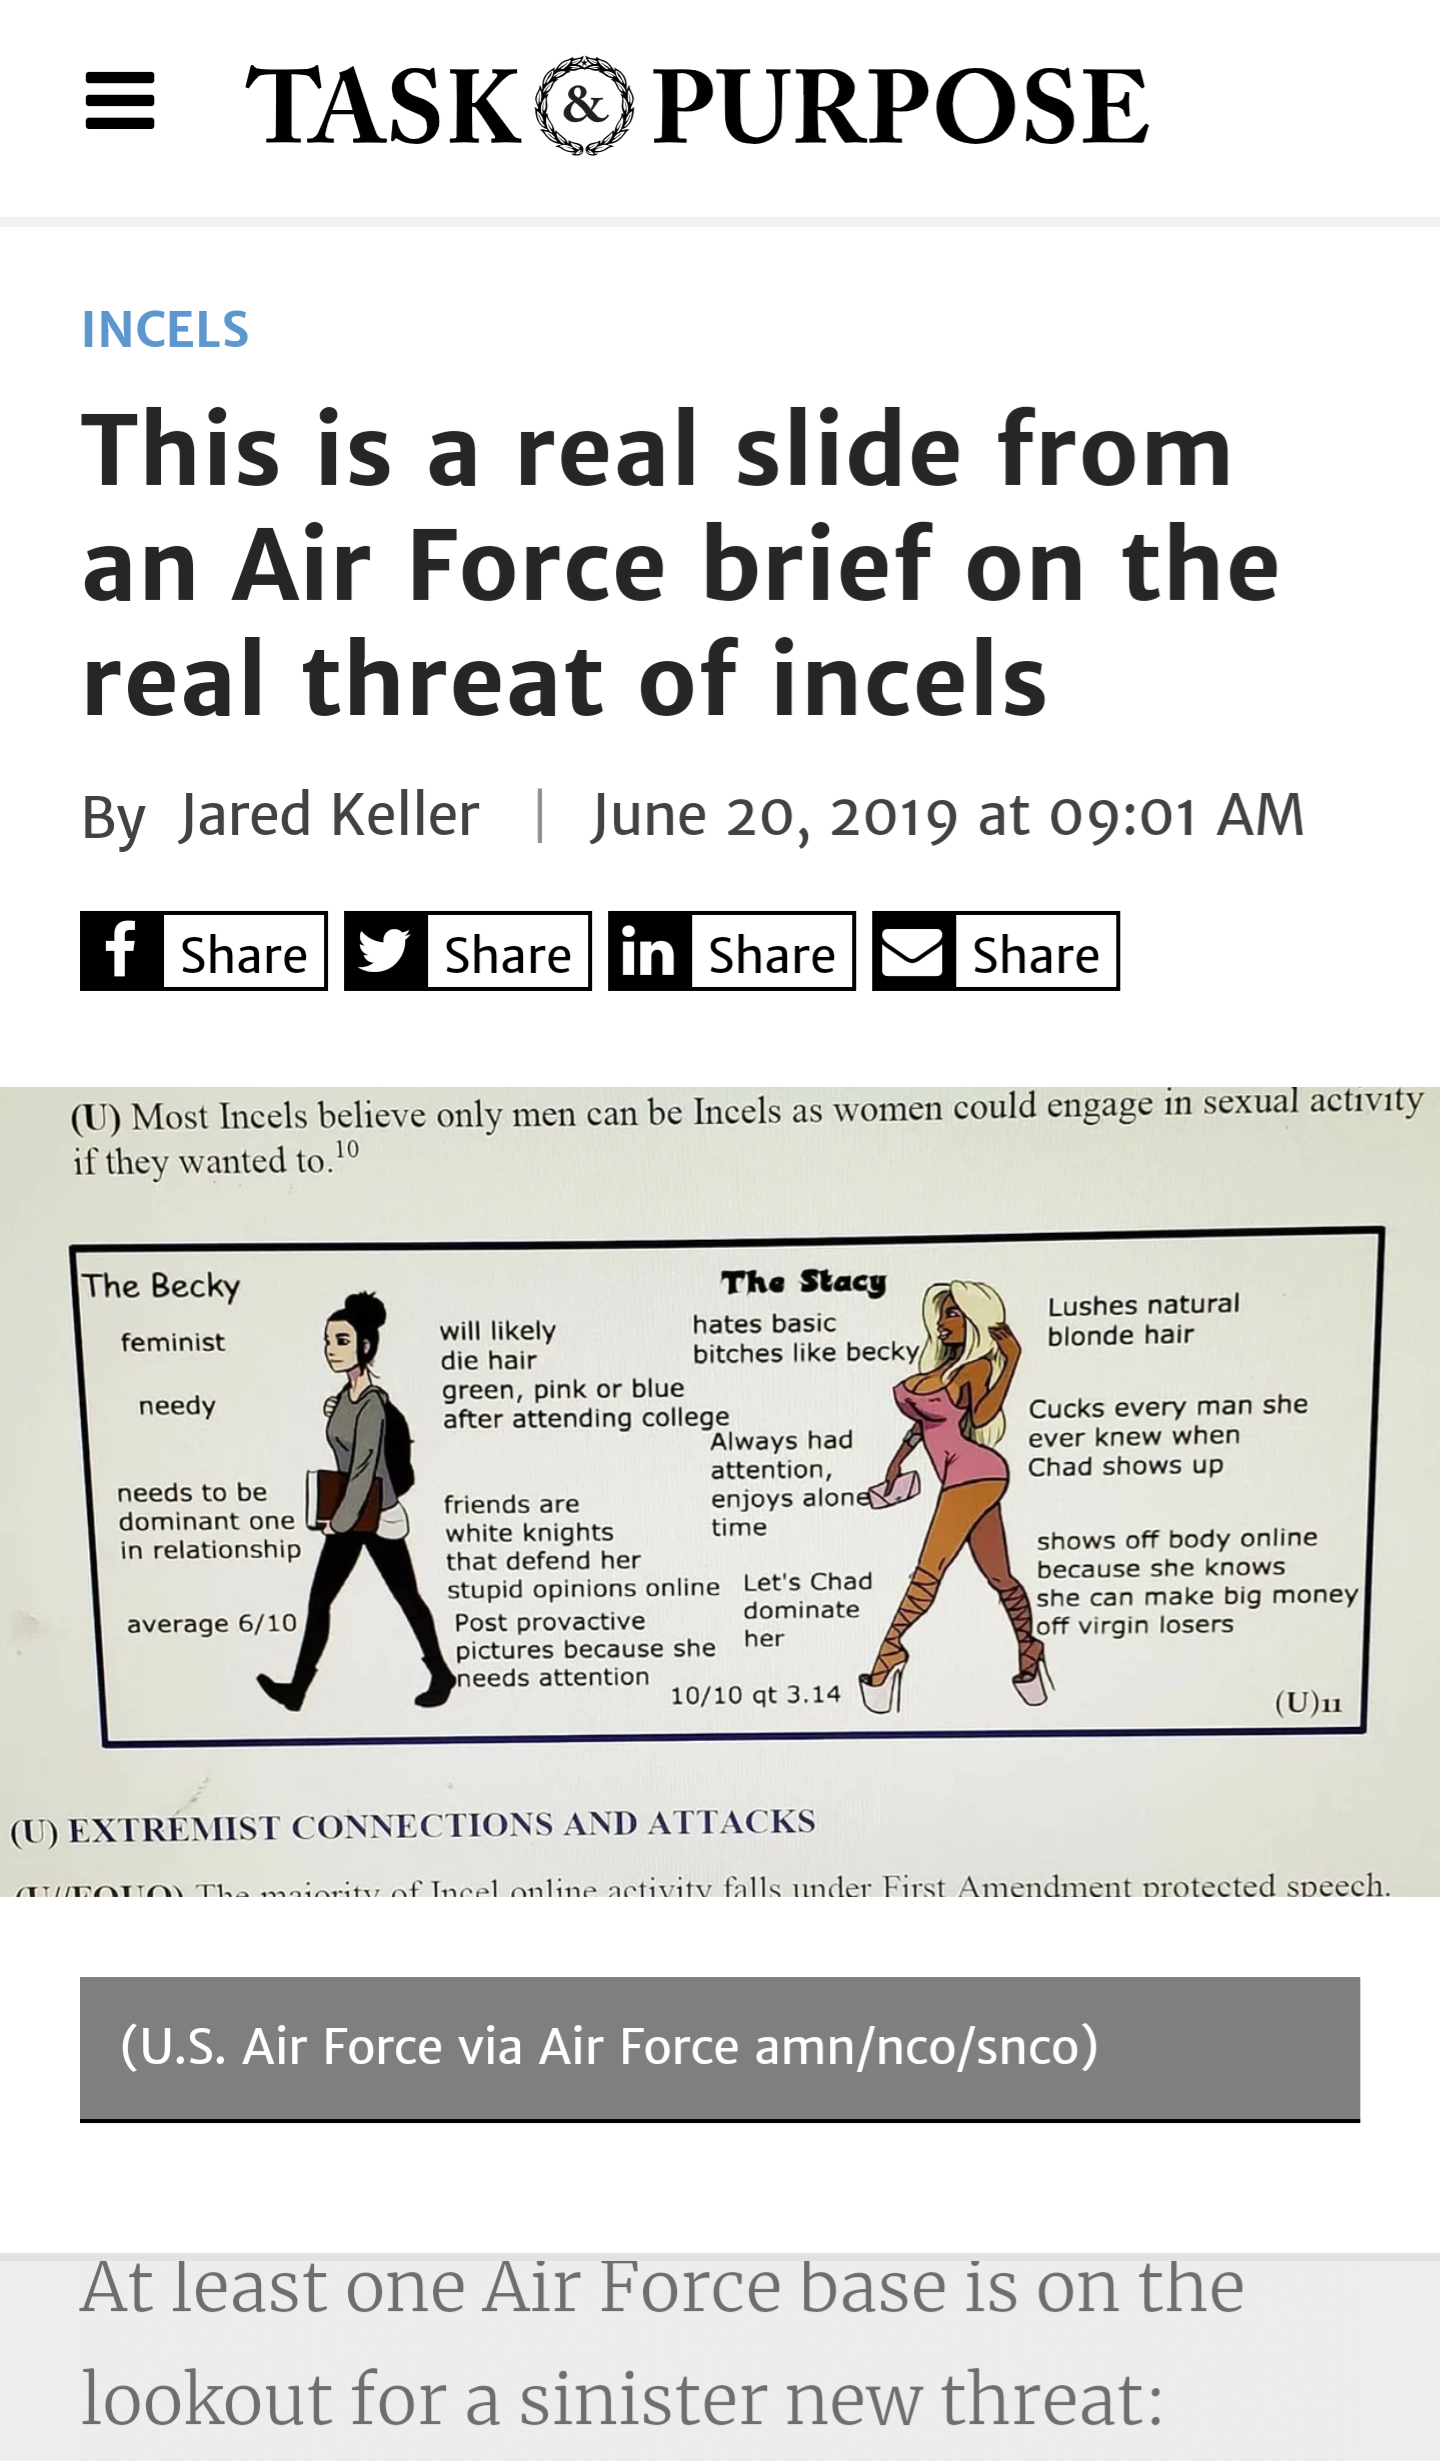 TASK & PURPOSE
INCELS
This is a real slide from
an Air Force brief on the
real threat of incels
By Jared Keller | June 20, 2019 at 09:01 AM
Share Share Share Share
(U) Most Incels believe only men can be Incels as women could engage in sexual activity
if they wanted to.10
The Becky
feminist
needy
needs to be
dominant one
in relationship
average 6/10
will likely
die hair
green, pink or blue
after attending college
friends are
white knights
that defend her
stupid opinions online
Post provactive
pictures because she
needs attention
The Stacy
hates basic
bitches like becky
Always had
attention,
enjoys alone
time
Let's Chad
dominate
her
10/10 qt 3.14
Lushes natural
blonde hair
Cucks every man she
ever knew when
Chad shows up
shows off body online
because she knows
she can make big money
off virgin losers
(U)11
(U) EXTREMIST CONNECTIONS AND ATTACKS
(U//FOUO) The majority of Incel online activity falls under First Amendment protected speech.
(U.S. Air Force via Air Force amn/nco/snco)
At least one Air Force base is on the
lookout for a sinister new threat: